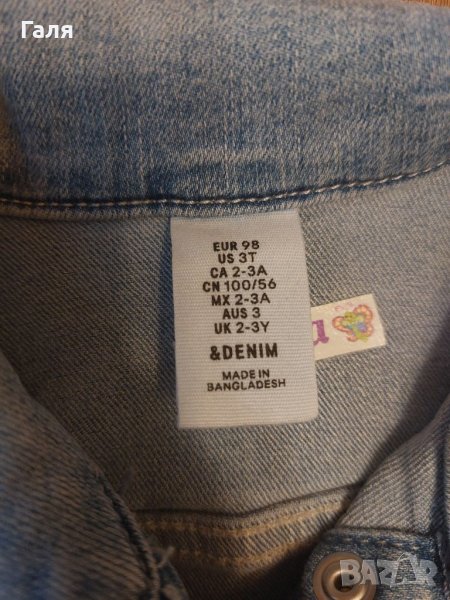 Галя
EUR 98
US 3T
CA 2-3A
CN 100/56
MX 2-3A
AUS 3
UK 2-3Y
&DENIM
MADE IN
BANGLADESH
BAZAR